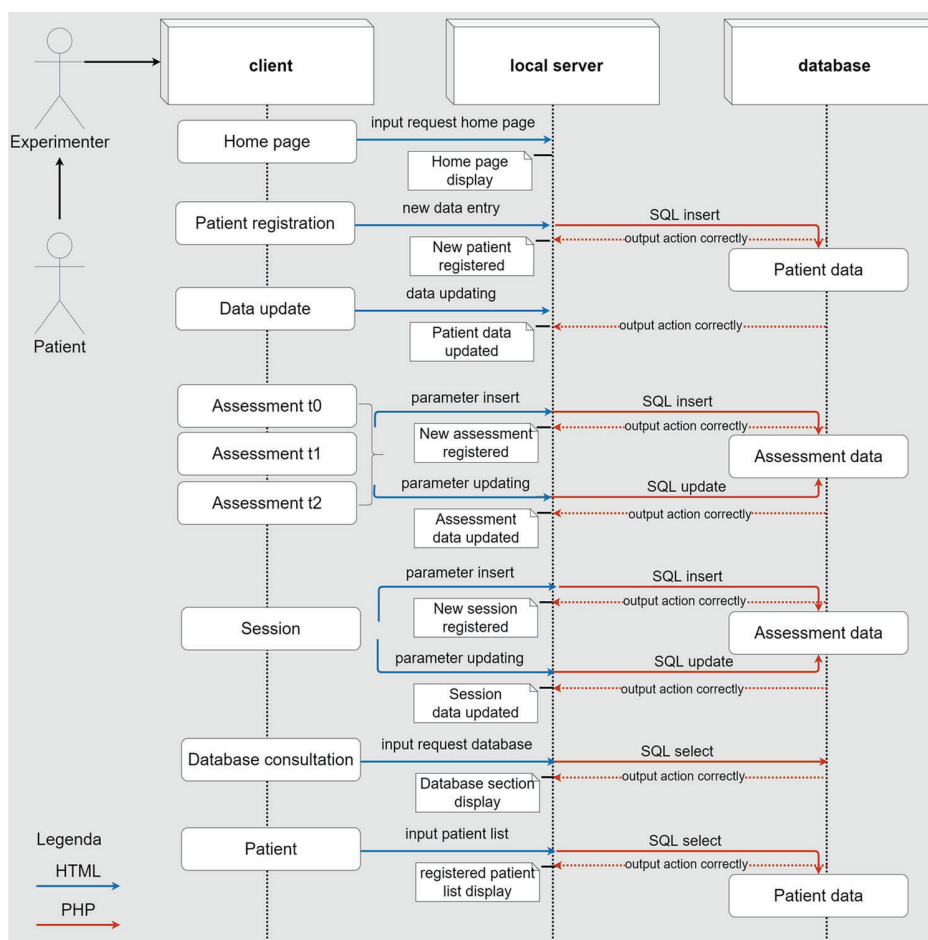 client
local server
database
Experimenter
Home page
input request home page
Home page
display
Patient registration
new data entry
SQL insert
output action correctly
New patient
registered
Patient data
Patient
Data update
data updating
output action correctly
Patient data
updated
Assessment t0
parameter insert
SQL insert
output action correctly
New assessment
registered
Assessment t1
Assessment data
Assessment t2
parameter updating
SQL update
output action correctly
Assessment
data updated
parameter insert
SQL insert
output action correctly
New session
registered
Session
Assessment data
parameter updating
SQL update
output action correctly
Session
data updated
Database consultation
input request database
SQL select
output action correctly
Database section
display
Patient
input patient list
SQL select
output action correctly
registered patient
list display
Patient data
Legenda
HTML
PHP